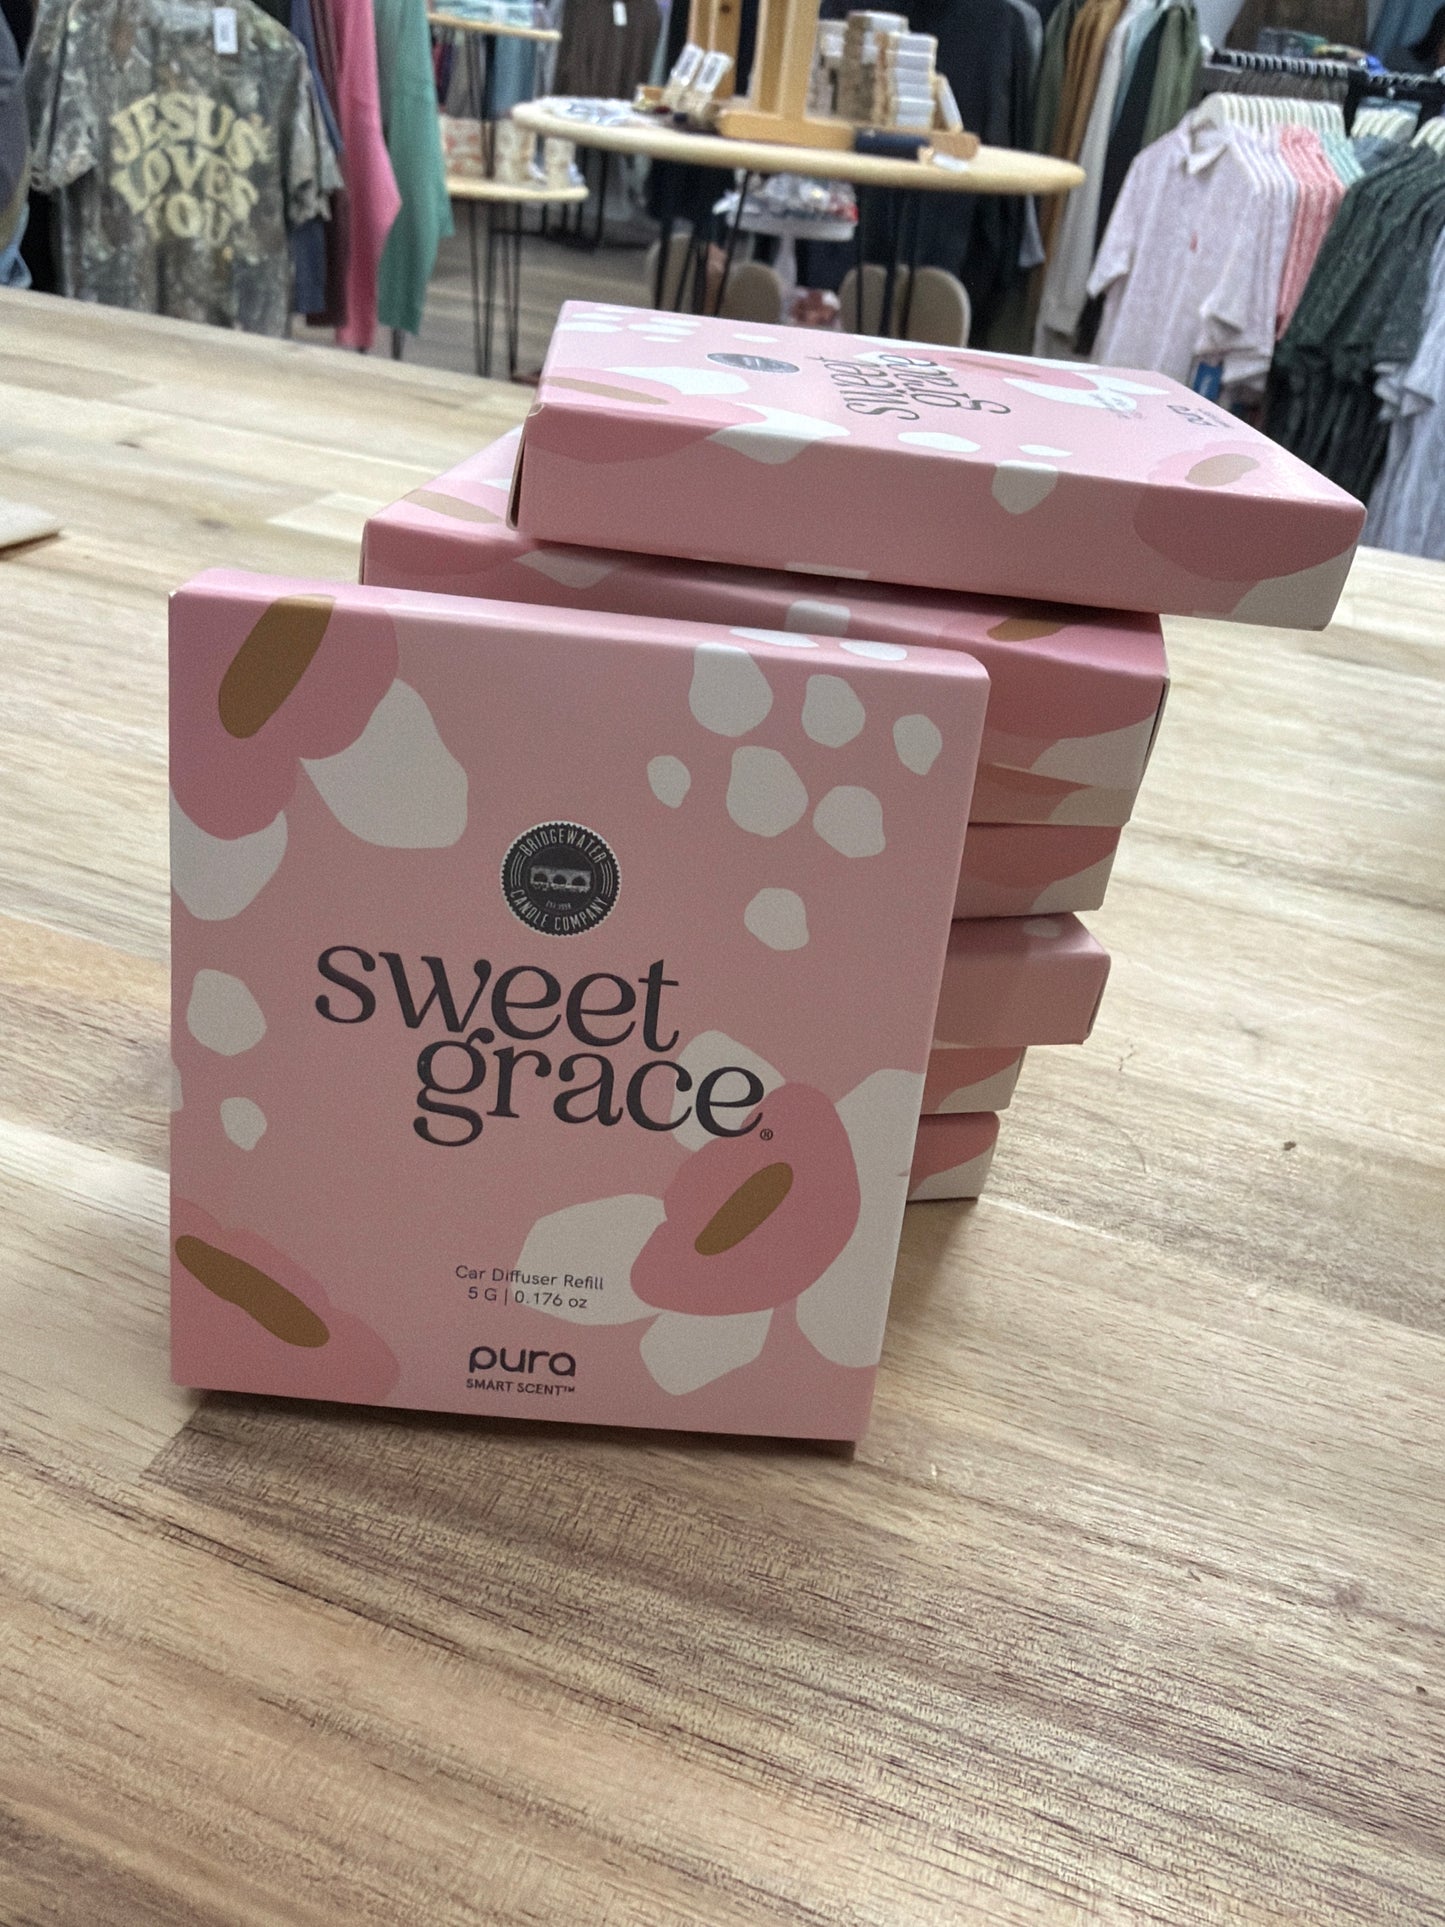 JESUS
LOVES
YOU.
sweet
grace
pura
BRIDGEWATER
CANDLE COMPANY
sweet
grace®
Car Diffuser Refill
5 G | 0.176 oz
pura
SMART SCENT™